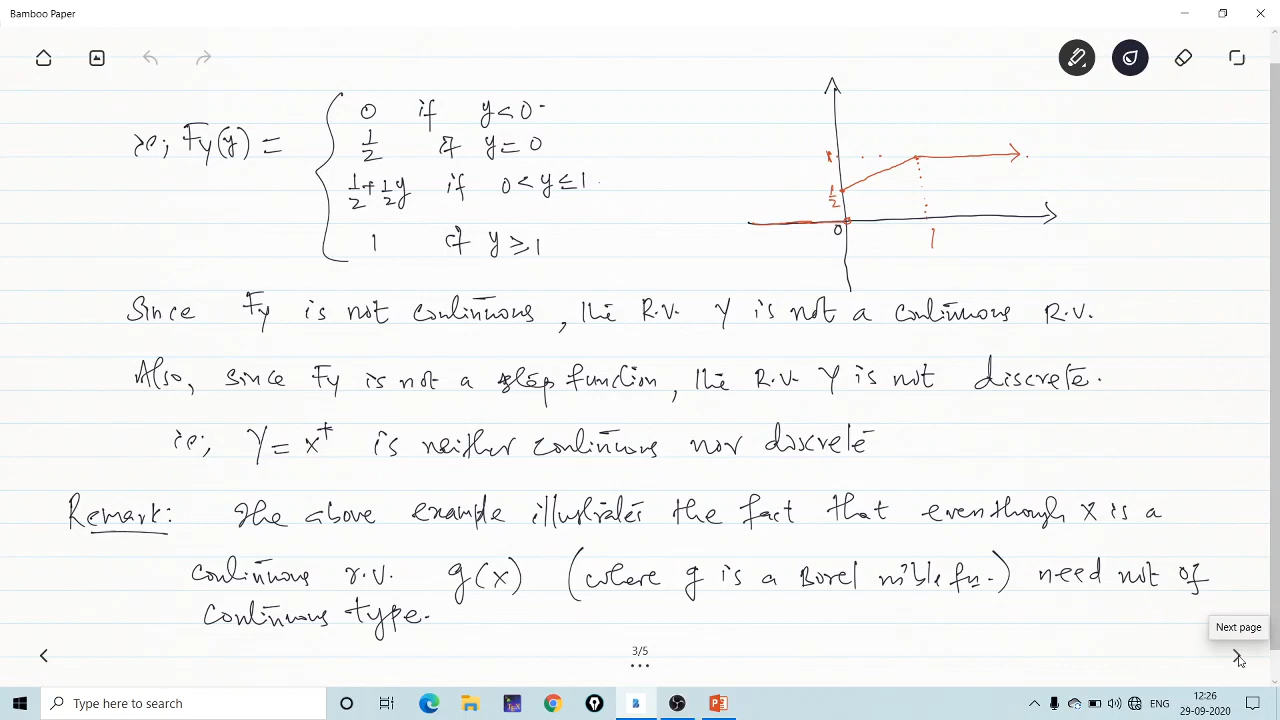 Bamboo Paper
ie; F_Y(y) =
0 if y<0
1/2 if y=0
1/2+1/2y if 0<y≤1
1 if y≥1
1
1/2
0
1
Since F_Y is not continuous, the R.V. Y is not a continuous R.V.
Also, since F_Y is not a step function, the R.V. Y is not discrete.
ie; Y = X⁺ is neither continuous nor discrete
Remark: The above example illustrates the fact that eventhough X is a
continuous r.v. g(X) (where g is a Borel m'ble fn.) need not of
continuous type.
Next page
3/5
Type here to search
ENG
12:26
29-09-2020